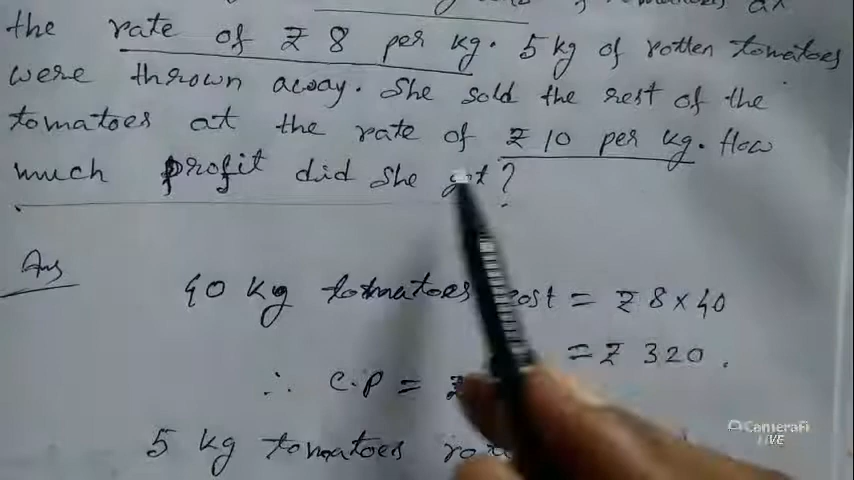 the rate of ₹ 8 per kg. 5 kg of rotten tomatoes
were thrown away. She sold the rest of the
tomatoes at the rate of ₹ 10 per kg. How
much profit did she get?
Ans
40 kg tomatoes cost = ₹ 8 × 40
= ₹ 320.
∴ C.P = ₹
5 kg tomatoes
CameraFi
LIVE